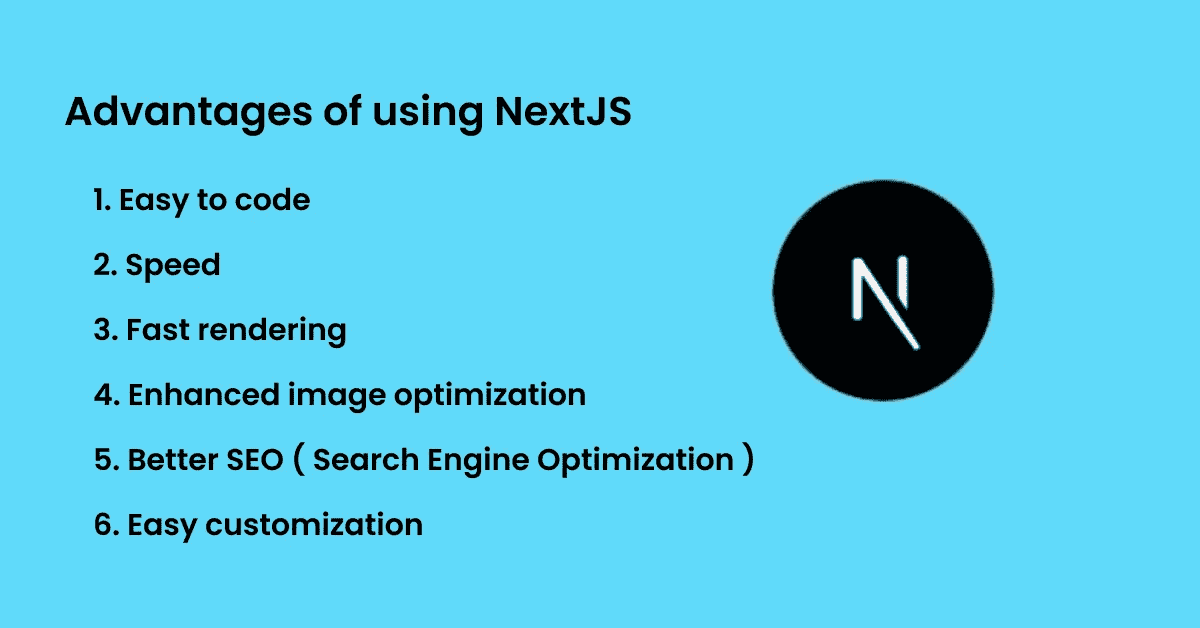 Advantages of using NextJS
1. Easy to code
2. Speed
3. Fast rendering
4. Enhanced image optimization
5. Better SEO ( Search Engine Optimization )
6. Easy customization
N